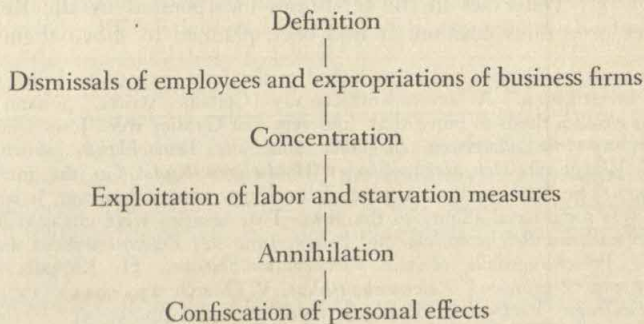 Definition
Dismissals of employees and expropriations of business firms
Concentration
Exploitation of labor and starvation measures
Annihilation
Confiscation of personal effects